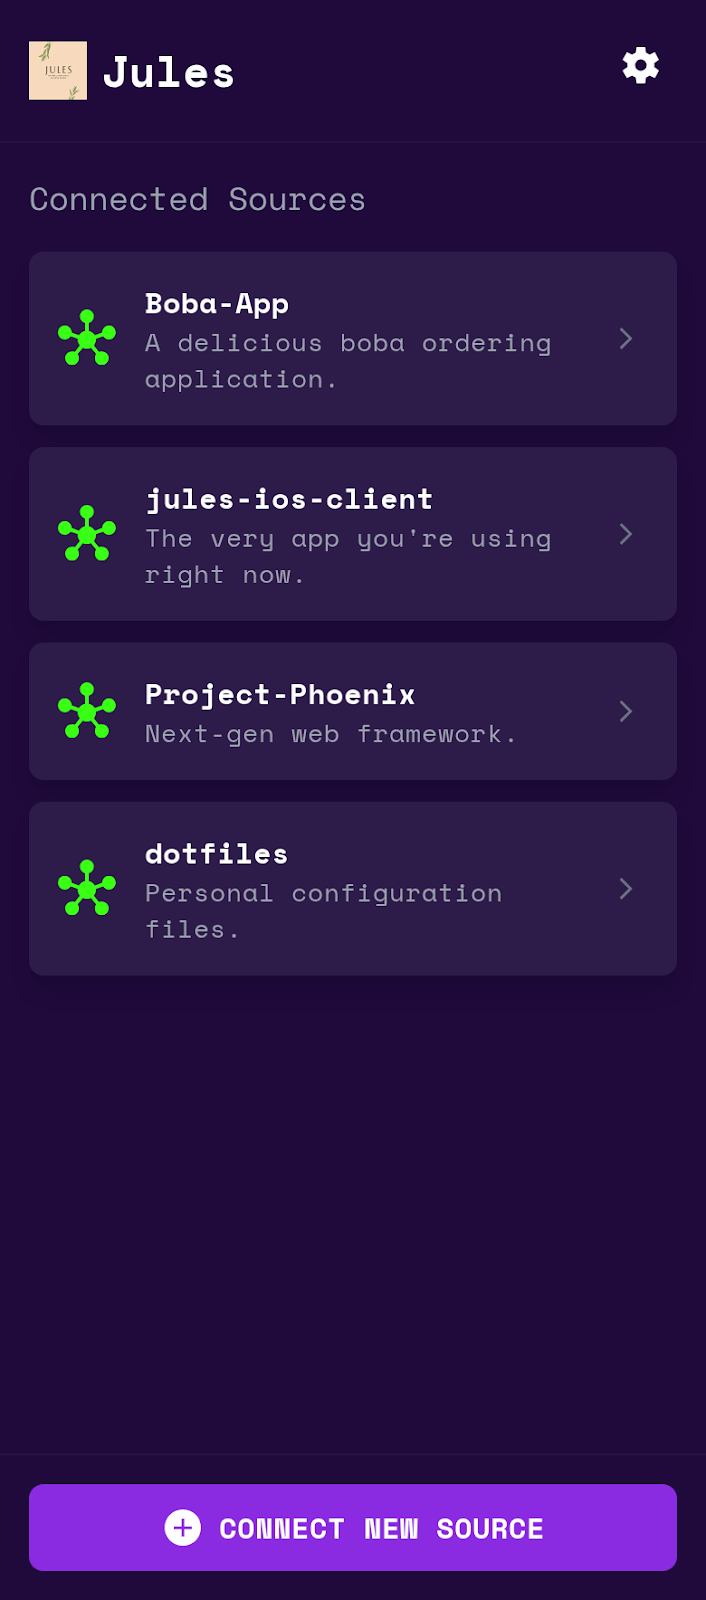 JULES
Jules
Connected Sources
Boba-App
A delicious boba ordering
application.
jules-ios-client
The very app you're using
right now.
Project-Phoenix
Next-gen web framework.
dotfiles
Personal configuration
files.
CONNECT NEW SOURCE